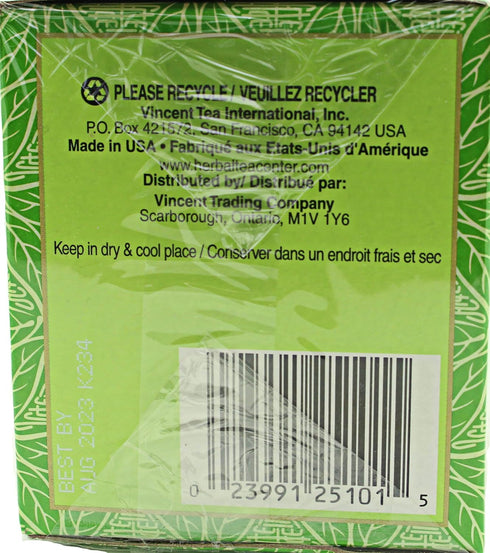 PLEASE RECYCLE / VEUILLEZ RECYCLER
Vincent Tea International, Inc.
P.O. Box 421572, San Francisco, CA 94142 USA
Made in USA • Fabriqué aux Etats-Unis d'Amérique
www.herbalteacenter.com
Distributed by/ Distribué par:
Vincent Trading Company
Scarborough, Ontario, M1V 1Y6
Keep in dry & cool place / Conserver dans un endroit frais et sec
BEST BY
AUG 2023 K234
0 23991 25101 5